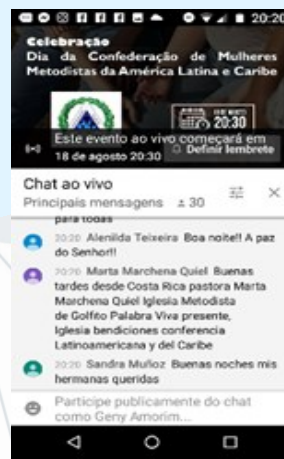 20:20
Celebração
Dia da Confederação de Mulheres
Metodistas da América Latina e Caribe
20:30
Este evento ao vivo começará em
18 de agosto 20:30
Definir lembrete
Chat ao vivo
Principais mensagens 30
para todas
20:20 Alenilda Teixeira Boa noite!! A paz
do Senhor!!
20:20 Marta Marchena Quiel Buenas
tardes desde Costa Rica pastora Marta
Marchena Quiel Iglesia Metodista
de Golfito Palabra Viva presente,
Iglesia bendiciones conferencia
Latinoamericana y del Caribe
20:20 Sandra Muñoz Buenas noches mis
hermanas queridas
Participe publicamente do chat
como Geny Amorim...